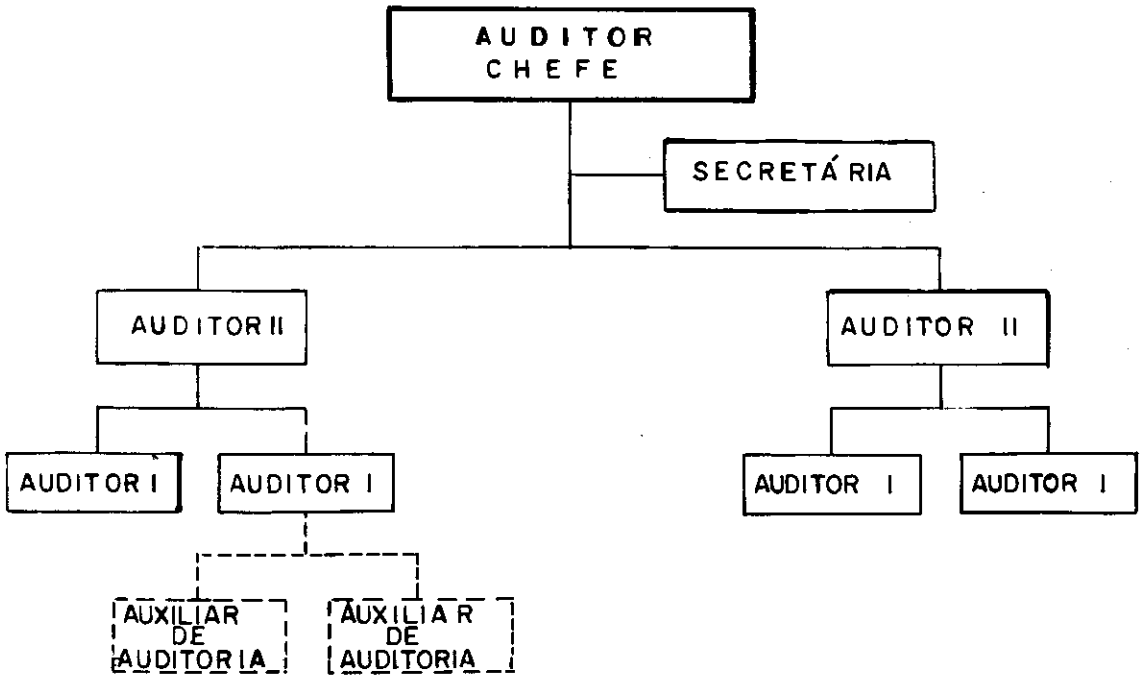 AUDITOR
CHEFE
SECRETÁRIA
AUDITOR II
AUDITOR II
AUDITOR I
AUDITOR I
AUDITOR I
AUDITOR I
AUXILIAR
DE
AUDITORIA
AUXILIAR
DE
AUDITORIA